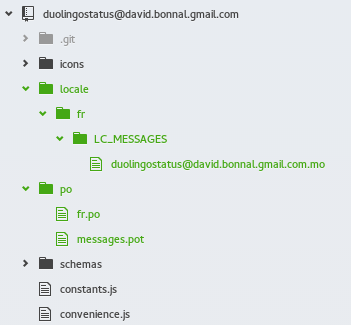 duolingostatus@david.bonnal.gmail.com
.git
icons
locale
fr
LC_MESSAGES
duolingostatus@david.bonnal.gmail.com.mo
po
fr.po
messages.pot
schemas
constants.js
convenience.js